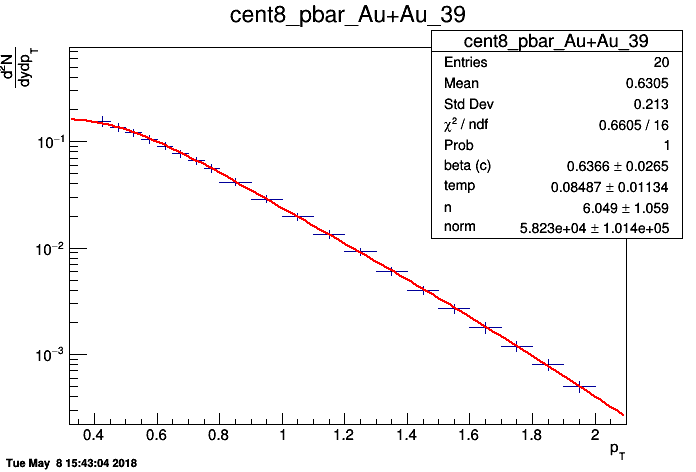 cent8_pbar_Au+Au_39
d²N
dydp_T
cent8_pbar_Au+Au_39
Entries 20
Mean 0.6305
Std Dev 0.213
χ² / ndf 0.6605 / 16
Prob 1
beta (c) 0.6366 ± 0.0265
temp 0.08487 ± 0.01134
n 6.049 ± 1.059
norm 5.823e+04 ± 1.014e+05
10⁻¹
10⁻²
10⁻³
0.4 0.6 0.8 1 1.2 1.4 1.6 1.8 2
p_T
Tue May 8 15:43:04 2018